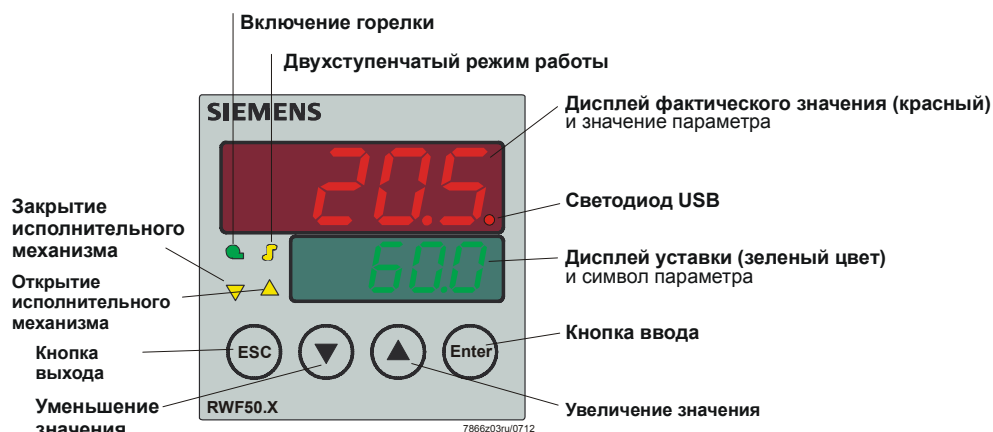 Включение горелки
Двухступенчатый режим работы
SIEMENS
Дисплей фактического значения (красный)
и значение параметра
20.5
Светодиод USB
Закрытие
исполнительного
механизма
60.0
Дисплей уставки (зеленый цвет)
и символ параметра
Открытие
исполнительного
механизма
Кнопка ввода
Кнопка
выхода
ESC
Enter
Уменьшение
значения
RWF50.X
Увеличение значения
7866z03ru/0712